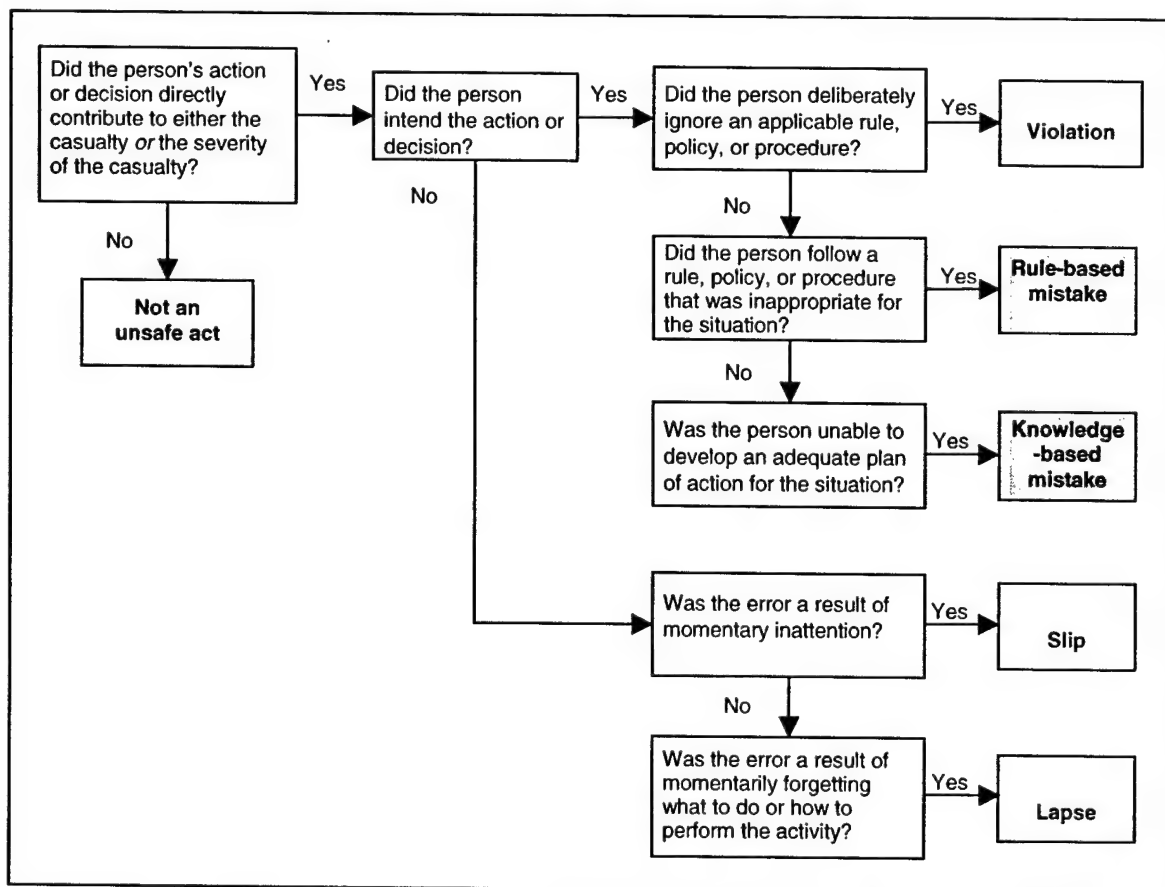 Did the person's action
or decision directly
contribute to either the
casualty or the severity
of the casualty?
Yes
Did the person
intend the action or
decision?
Yes
Did the person deliberately
ignore an applicable rule,
policy, or procedure?
Yes
Violation
No
Not an
unsafe act
No
No
Did the person follow a
rule, policy, or procedure
that was inappropriate for
the situation?
Yes
Rule-based
mistake
No
Was the person unable to
develop an adequate plan
of action for the situation?
Yes
Knowledge
-based
mistake
Was the error a result of
momentary inattention?
Yes
Slip
No
Was the error a result of
momentarily forgetting
what to do or how to
perform the activity?
Yes
Lapse